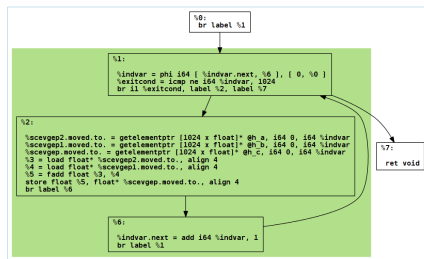 %0:
br label %1
%1:
%indvar = phi i64 [ %indvar.next, %6 ], [ 0, %0 ]
%exitcond = icmp ne i64 %indvar, 1024
br i1 %exitcond, label %2, label %7
%2:
%scevgep2.moved.to. = getelementptr [1024 x float]* @h_a, i64 0, i64 %indvar
%scevgep1.moved.to. = getelementptr [1024 x float]* @h_b, i64 0, i64 %indvar
%scevgep.moved.to. = getelementptr [1024 x float]* @h_c, i64 0, i64 %indvar
%3 = load float* %scevgep2.moved.to., align 4
%4 = load float* %scevgep1.moved.to., align 4
%5 = fadd float %3, %4
store float %5, float* %scevgep.moved.to., align 4
br label %6
%7:
ret void
%6:
%indvar.next = add i64 %indvar, 1
br label %1